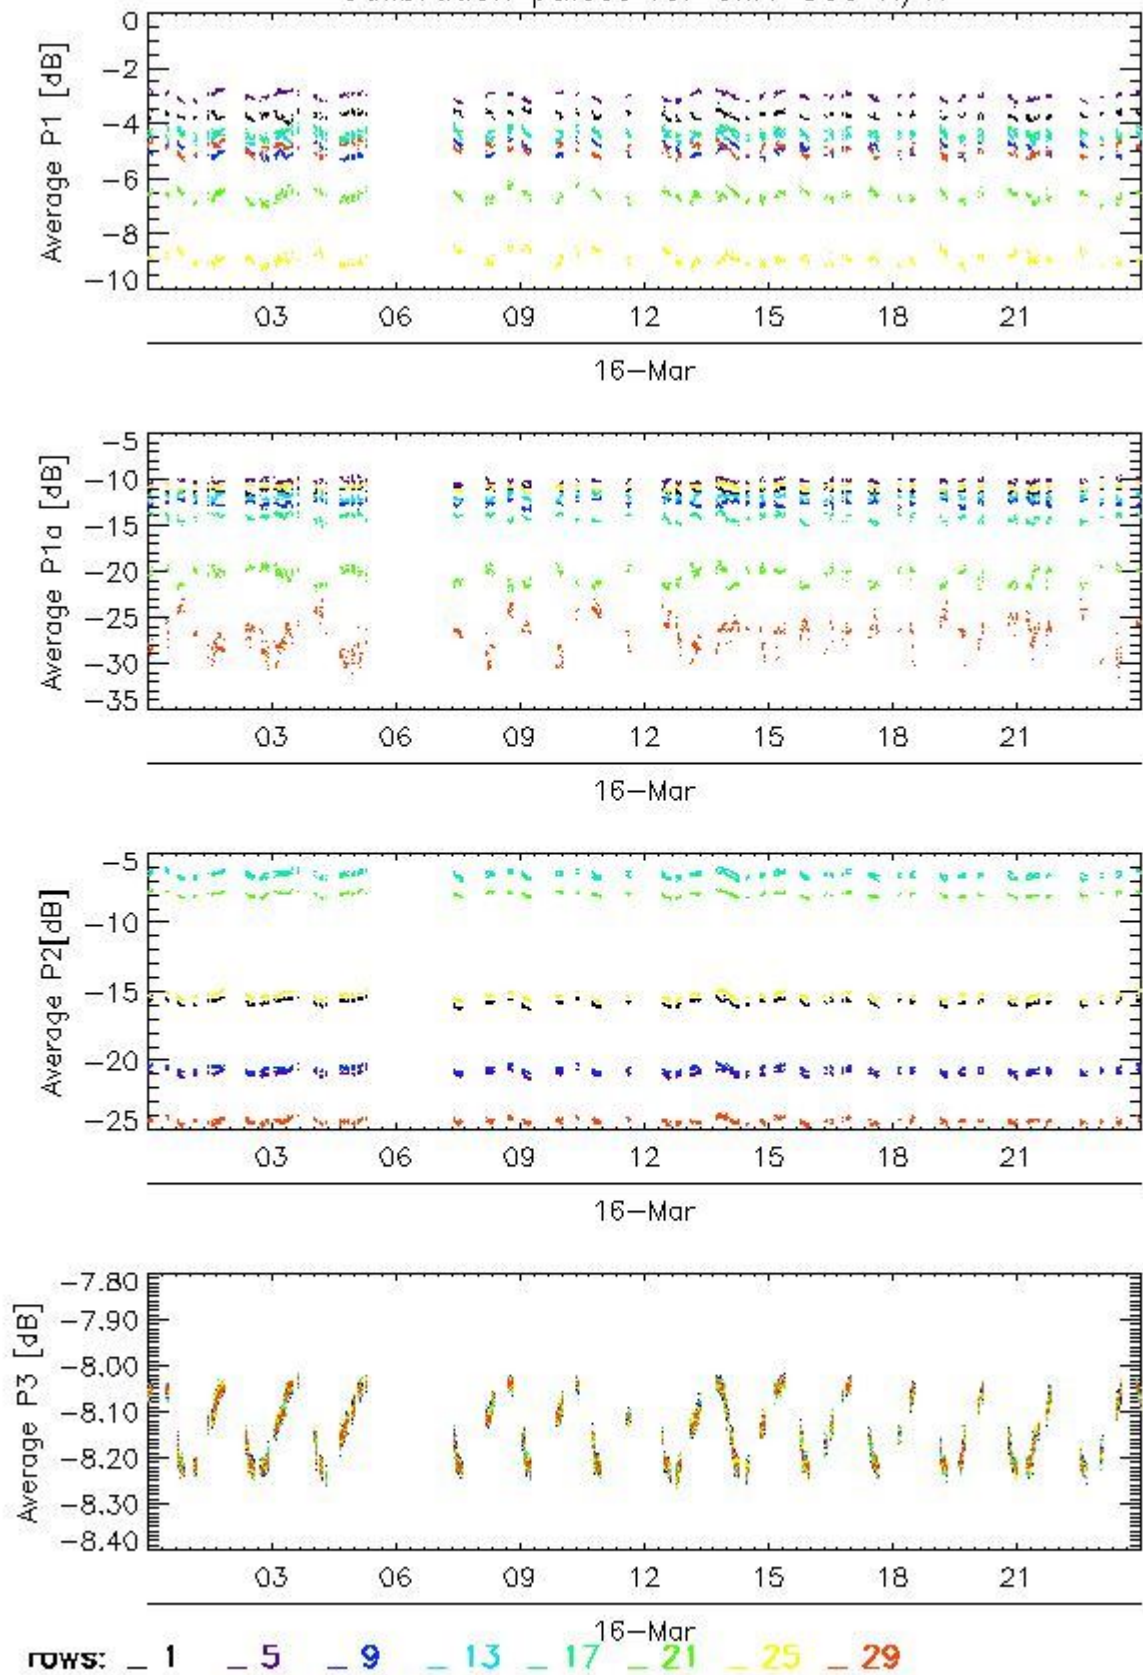 0
-2
-4
-6
-8
-10
Average P1 [dB]
03 06 09 12 15 18 21
16-Mar
-5
-10
-15
-20
-25
-30
-35
Average P1a [dB]
03 06 09 12 15 18 21
16-Mar
-5
-10
-15
-20
-25
Average P2[dB]
03 06 09 12 15 18 21
16-Mar
-7.80
-7.90
-8.00
-8.10
-8.20
-8.30
-8.40
Average P3 [dB]
03 06 09 12 15 18 21
16-Mar
rows: _ 1 _ 5 _ 9 _ 13 _ 17 _ 21 _ 25 _ 29